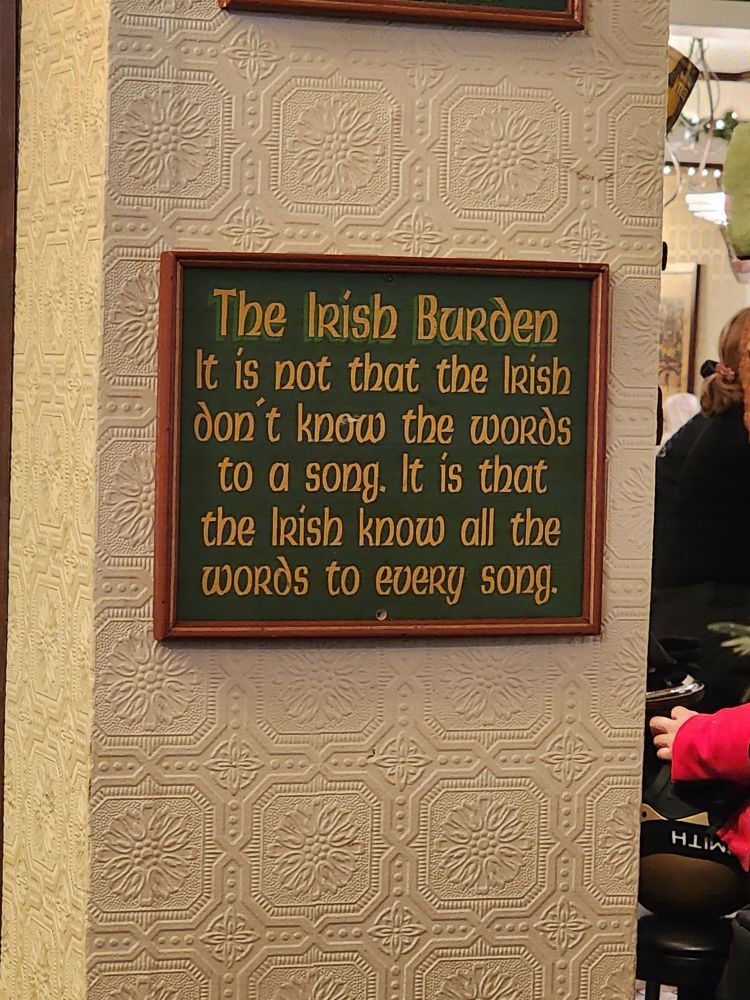 The Irish Burden
It is not that the Irish
don't know the words
to a song. It is that
the Irish know all the
words to every song.
SMITH